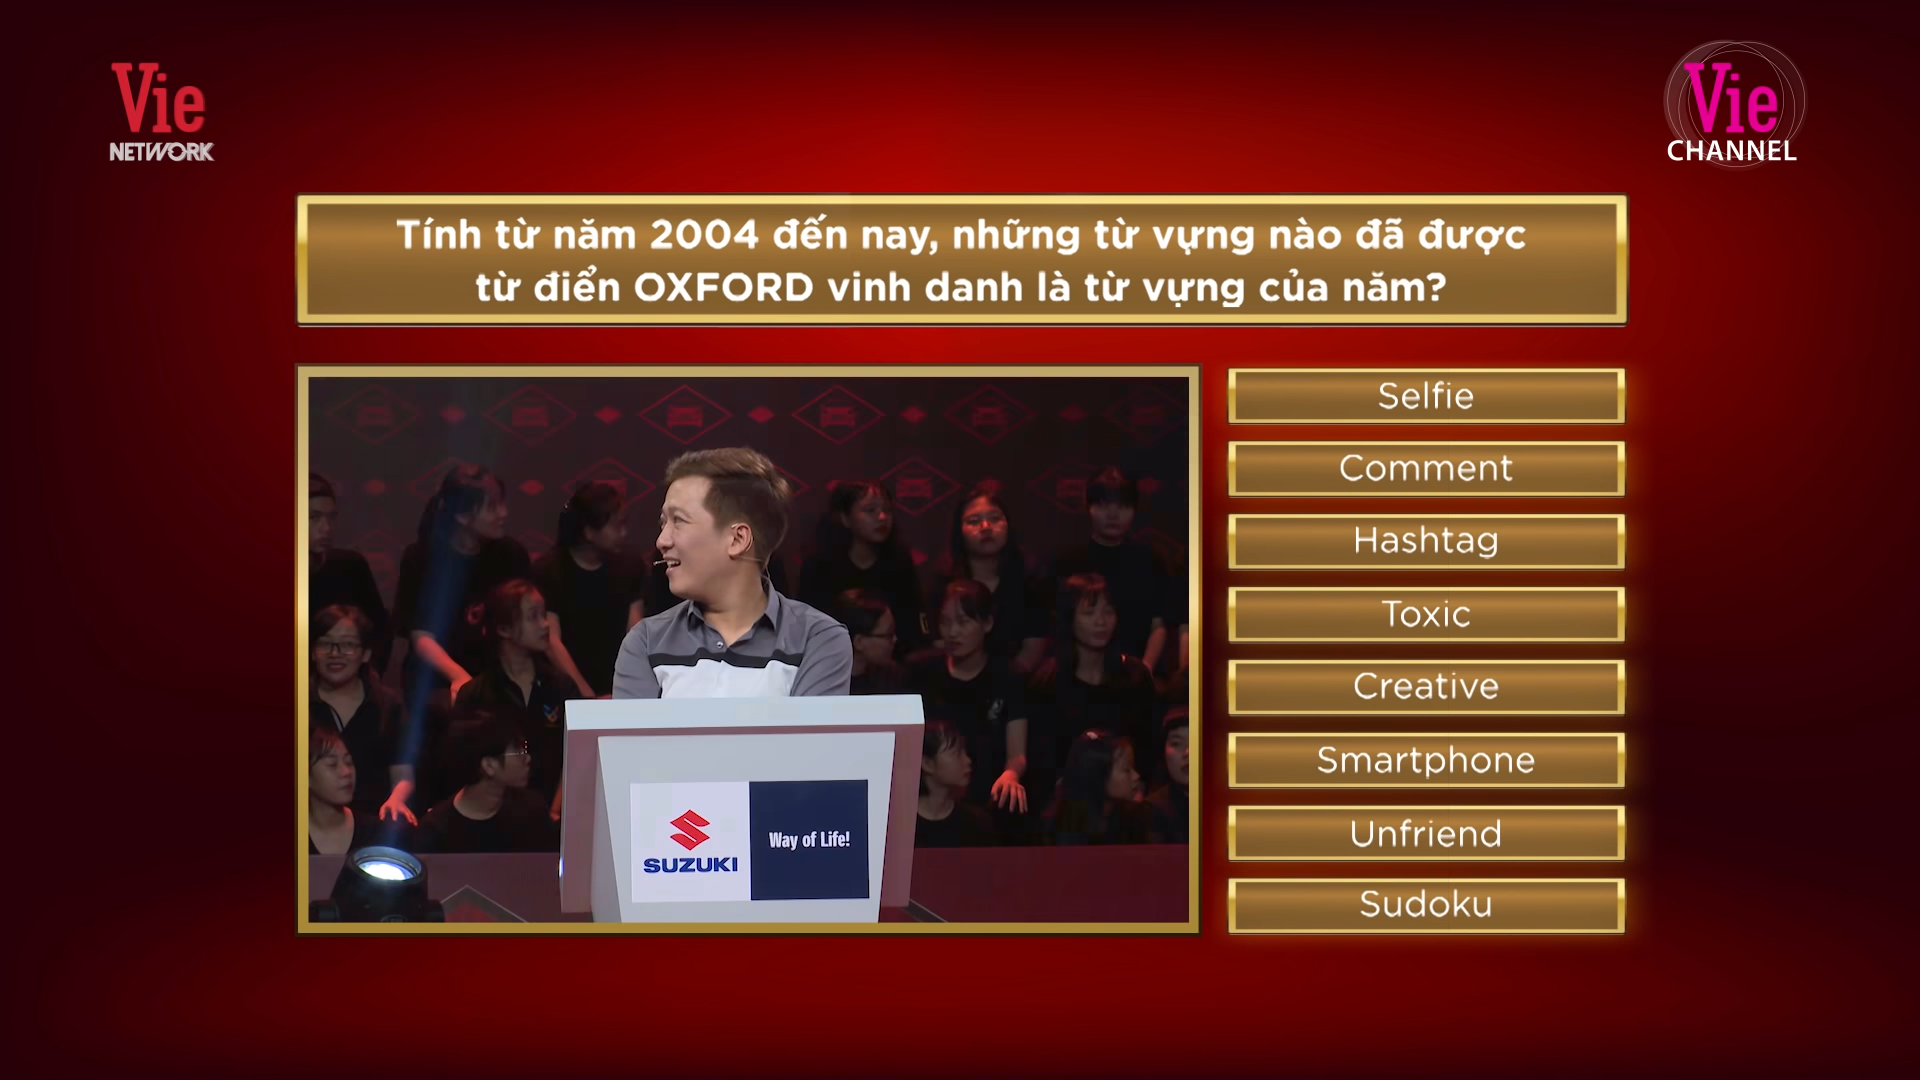 Vie
NETWORK
Vie
CHANNEL
Tính từ năm 2004 đến nay, những từ vựng nào đã được
từ điển OXFORD vinh danh là từ vựng của năm?
Selfie
Comment
Hashtag
Toxic
Creative
Smartphone
Unfriend
Sudoku
SUZUKI
Way of Life!